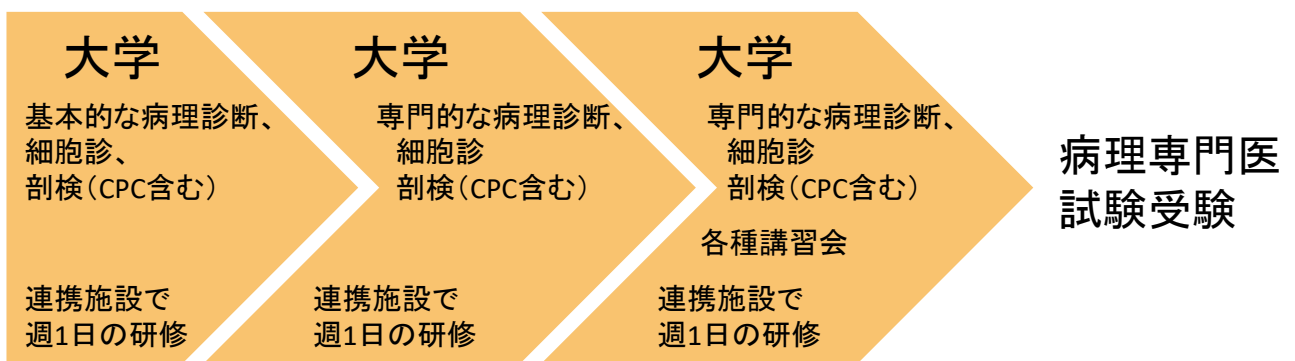 大学
基本的な病理診断、
細胞診、
剖検（CPC含む）
連携施設で
週1日の研修
大学
専門的な病理診断、
細胞診
剖検（CPC含む）
連携施設で
週1日の研修
大学
専門的な病理診断、
細胞診
剖検（CPC含む）
各種講習会
連携施設で
週1日の研修
病理専門医
試験受験